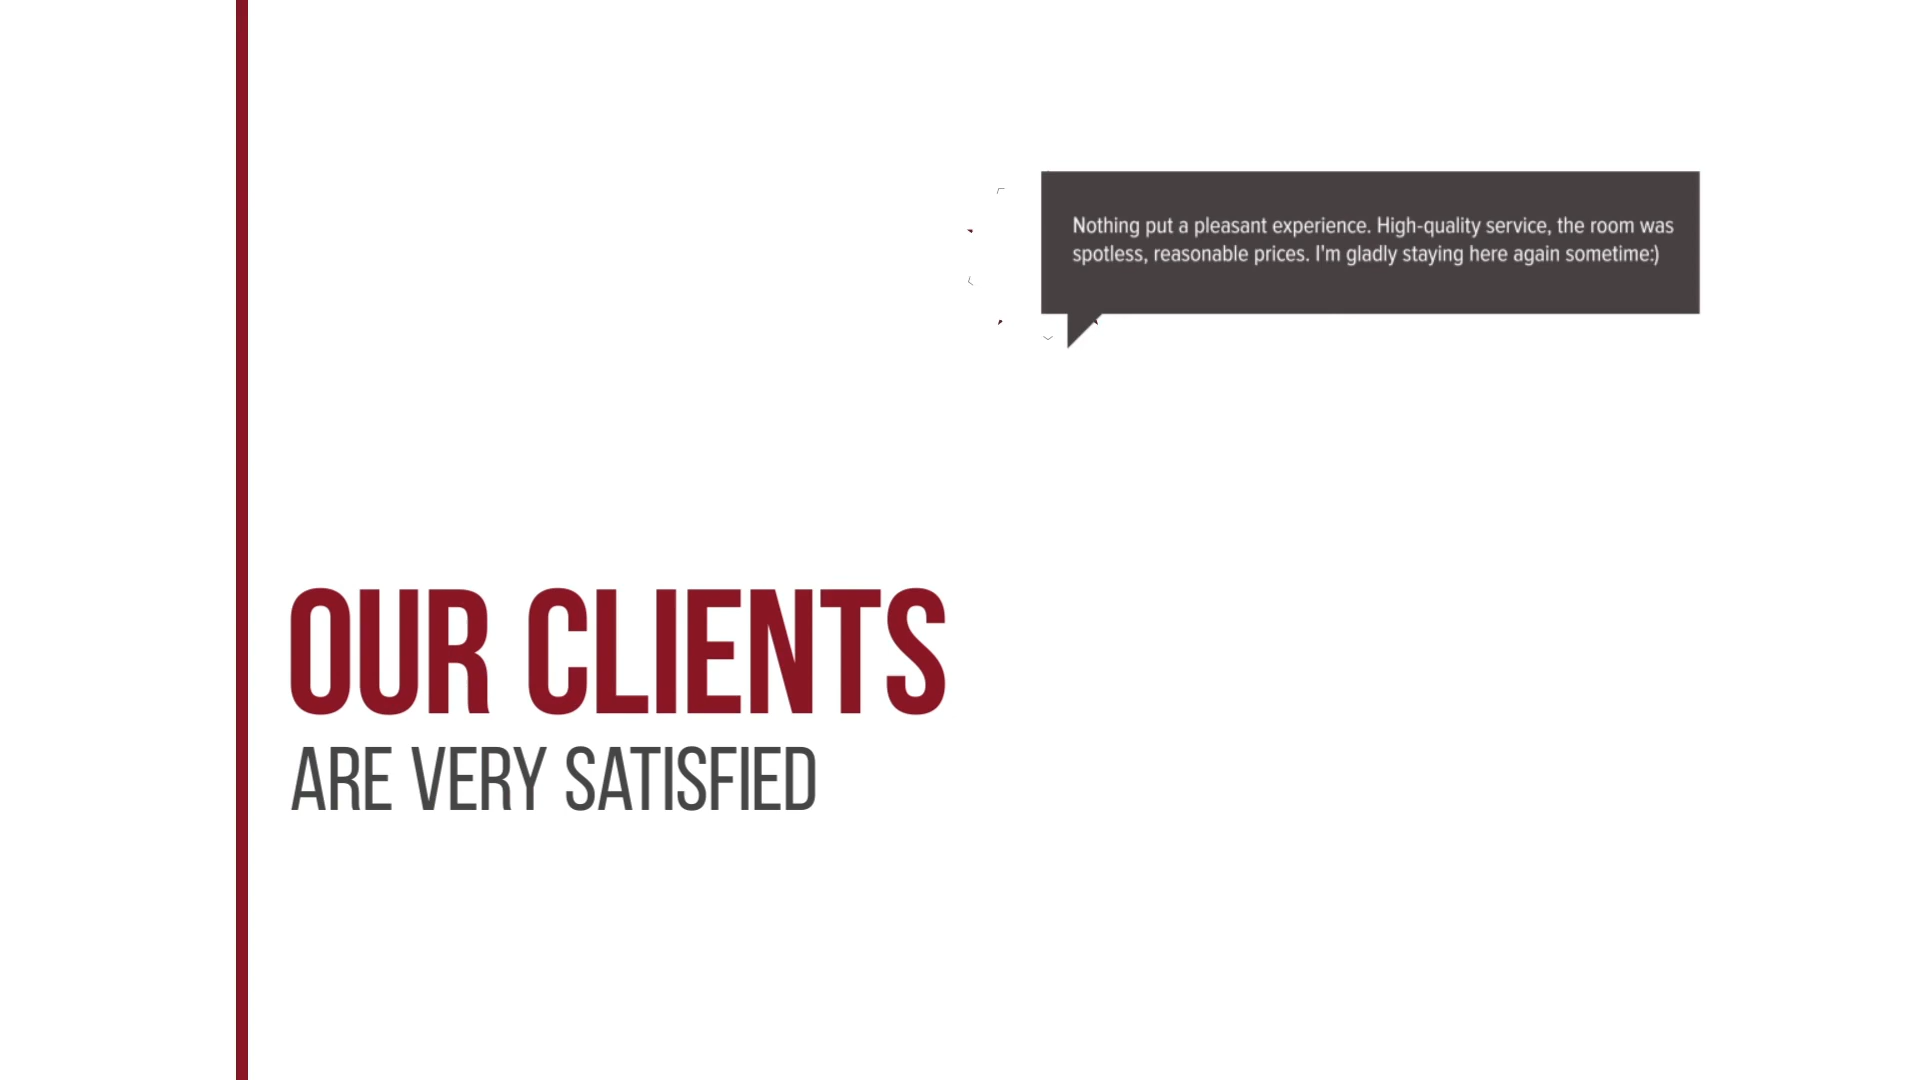 Nothing put a pleasant experience. High-quality service, the room was
spotless, reasonable prices. I'm gladly staying here again sometime:)
OUR CLIENTS
ARE VERY SATISFIED